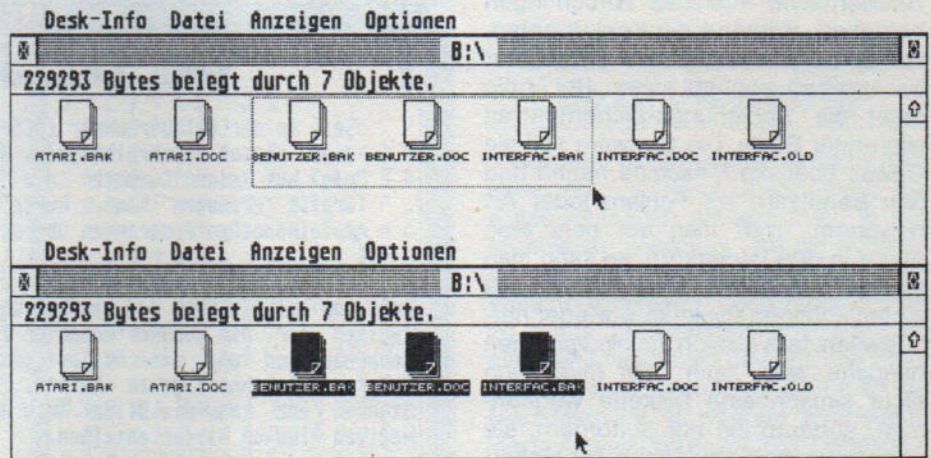 Desk-Info Datei Anzeigen Optionen
B:\
229293 Bytes belegt durch 7 Objekte.
ATARI.BAK ATARI.DOC BENUTZER.BAK BENUTZER.DOC INTERFAC.BAK INTERFAC.DOC INTERFAC.OLD
Desk-Info Datei Anzeigen Optionen
B:\
229293 Bytes belegt durch 7 Objekte.
ATARI.BAK ATARI.DOC BENUTZER.BAK BENUTZER.DOC INTERFAC.BAK INTERFAC.DOC INTERFAC.OLD